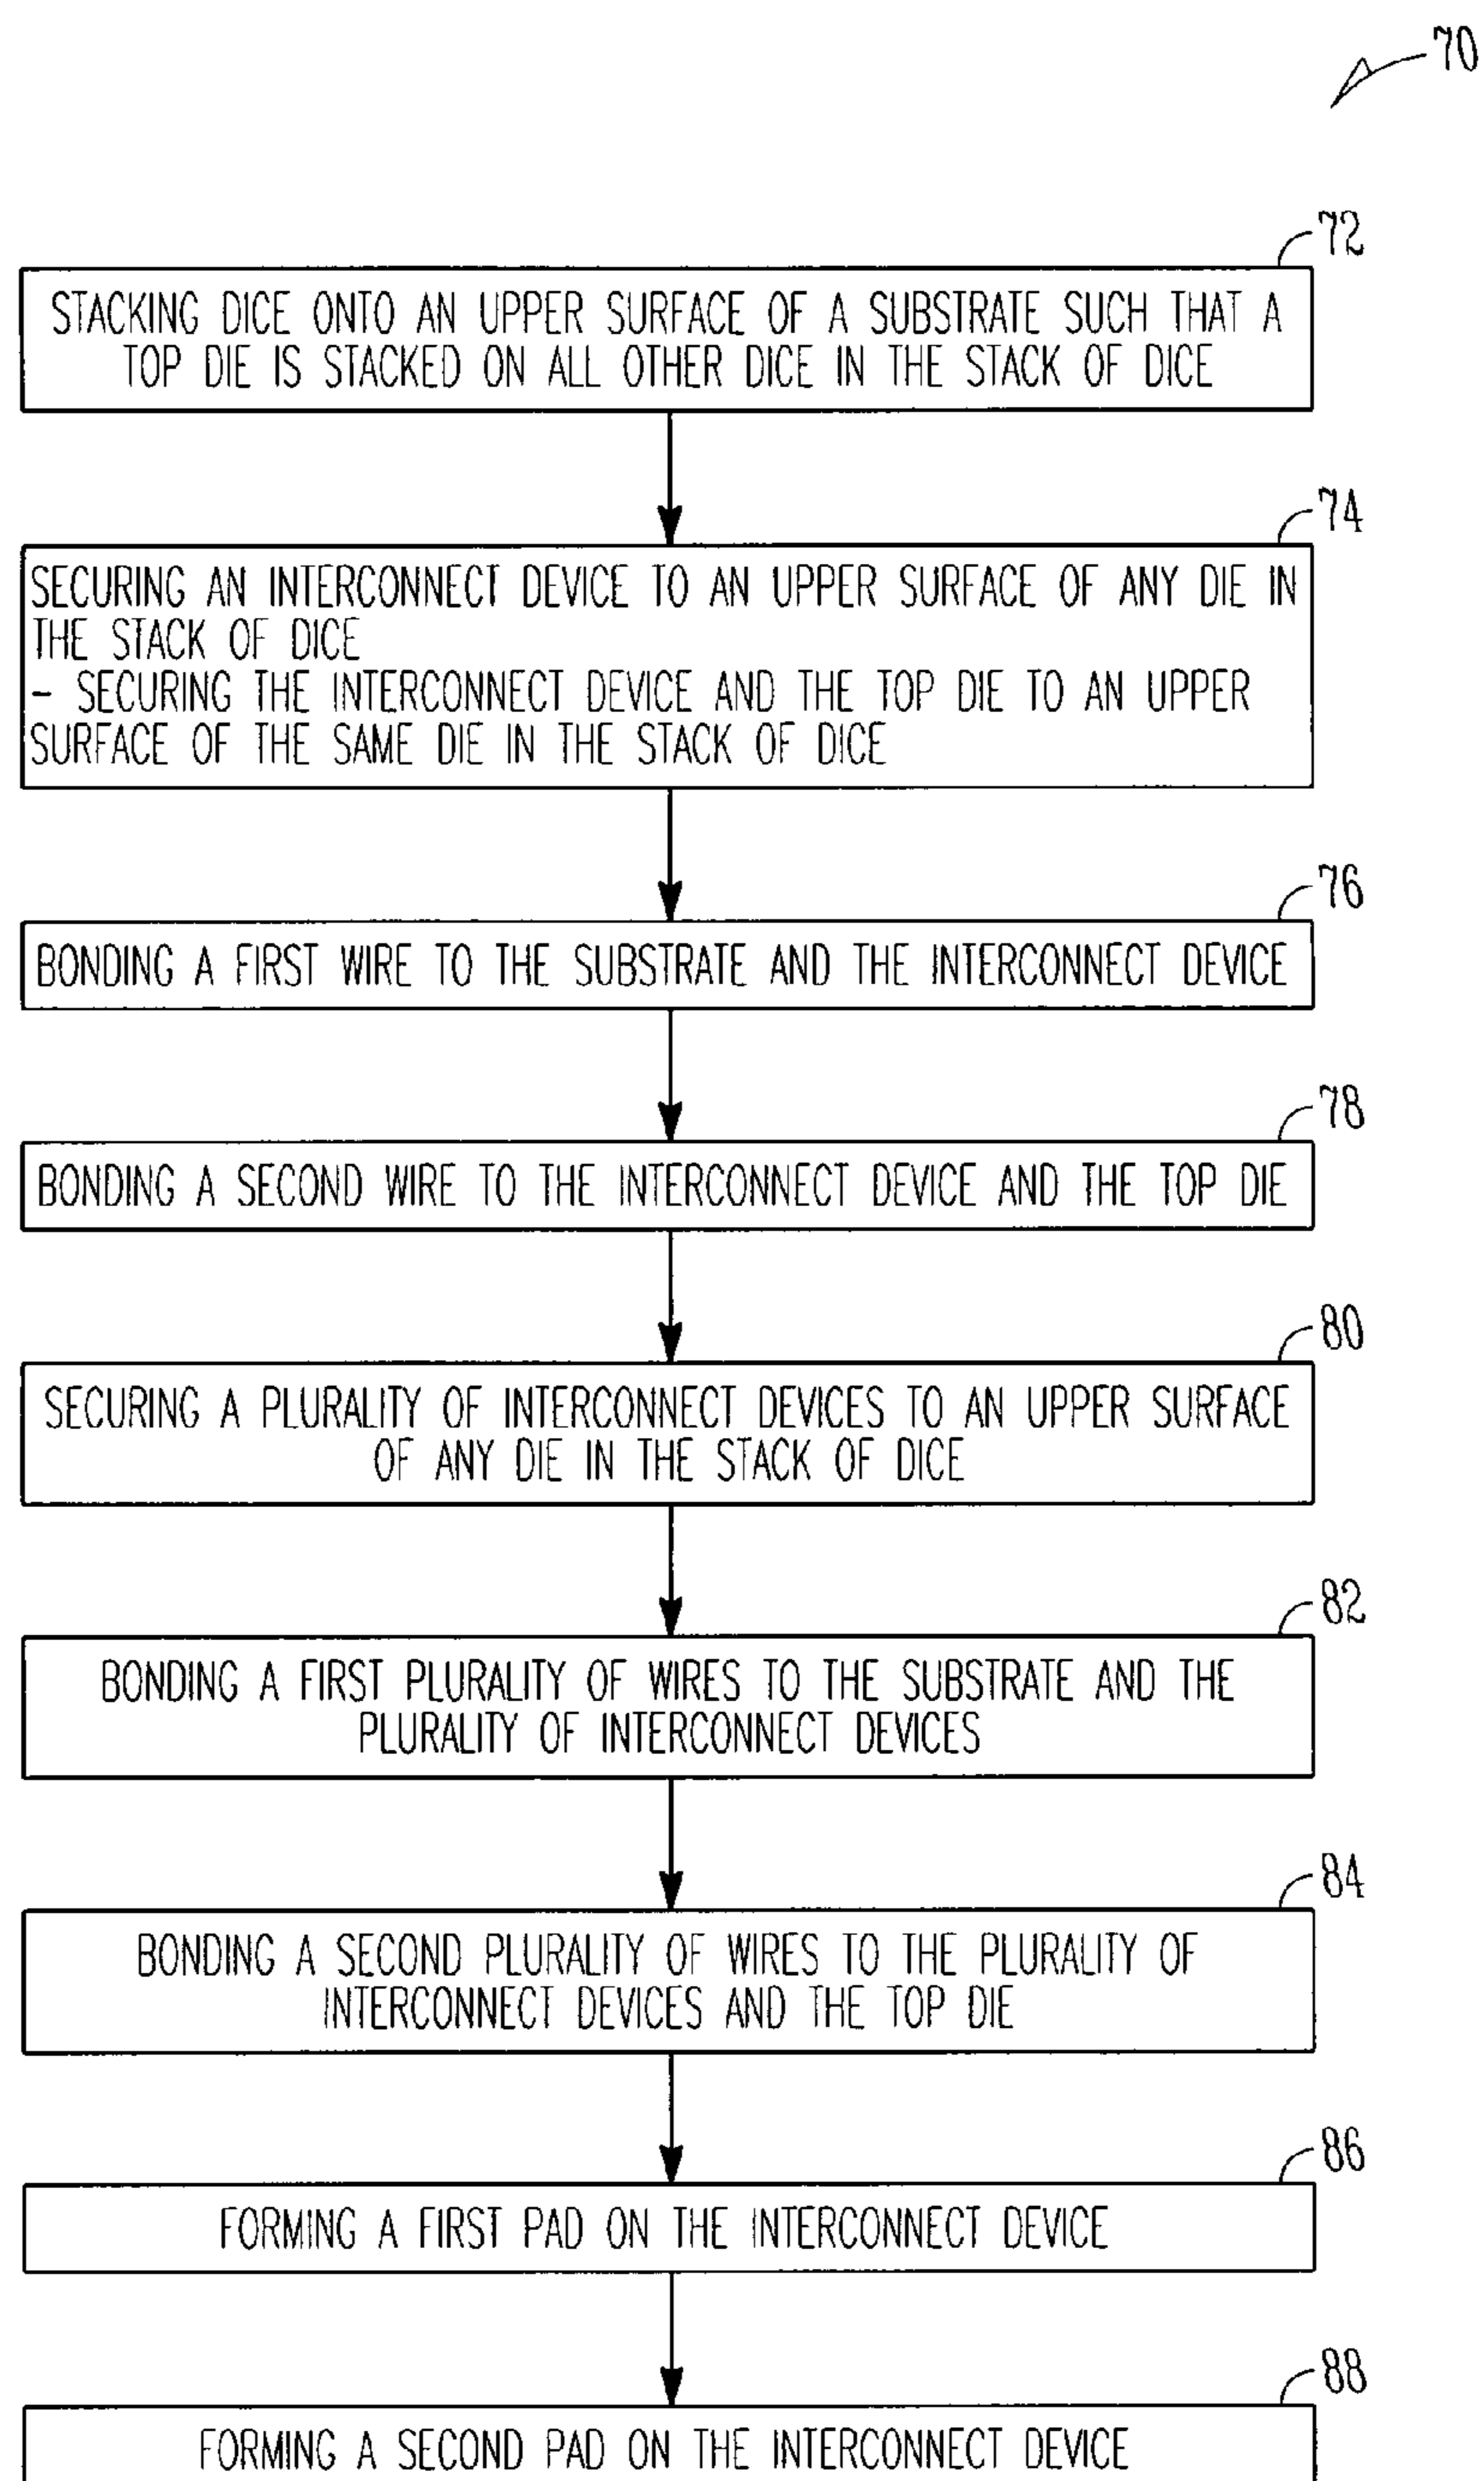 70
72
STACKING DICE ONTO AN UPPER SURFACE OF A SUBSTRATE SUCH THAT A
TOP DIE IS STACKED ON ALL OTHER DICE IN THE STACK OF DICE
74
SECURING AN INTERCONNECT DEVICE TO AN UPPER SURFACE OF ANY DIE IN
THE STACK OF DICE
– SECURING THE INTERCONNECT DEVICE AND THE TOP DIE TO AN UPPER
SURFACE OF THE SAME DIE IN THE STACK OF DICE
76
BONDING A FIRST WIRE TO THE SUBSTRATE AND THE INTERCONNECT DEVICE
78
BONDING A SECOND WIRE TO THE INTERCONNECT DEVICE AND THE TOP DIE
80
SECURING A PLURALITY OF INTERCONNECT DEVICES TO AN UPPER SURFACE
OF ANY DIE IN THE STACK OF DICE
82
BONDING A FIRST PLURALITY OF WIRES TO THE SUBSTRATE AND THE
PLURALITY OF INTERCONNECT DEVICES
84
BONDING A SECOND PLURALITY OF WIRES TO THE PLURALITY OF
INTERCONNECT DEVICES AND THE TOP DIE
86
FORMING A FIRST PAD ON THE INTERCONNECT DEVICE
88
FORMING A SECOND PAD ON THE INTERCONNECT DEVICE